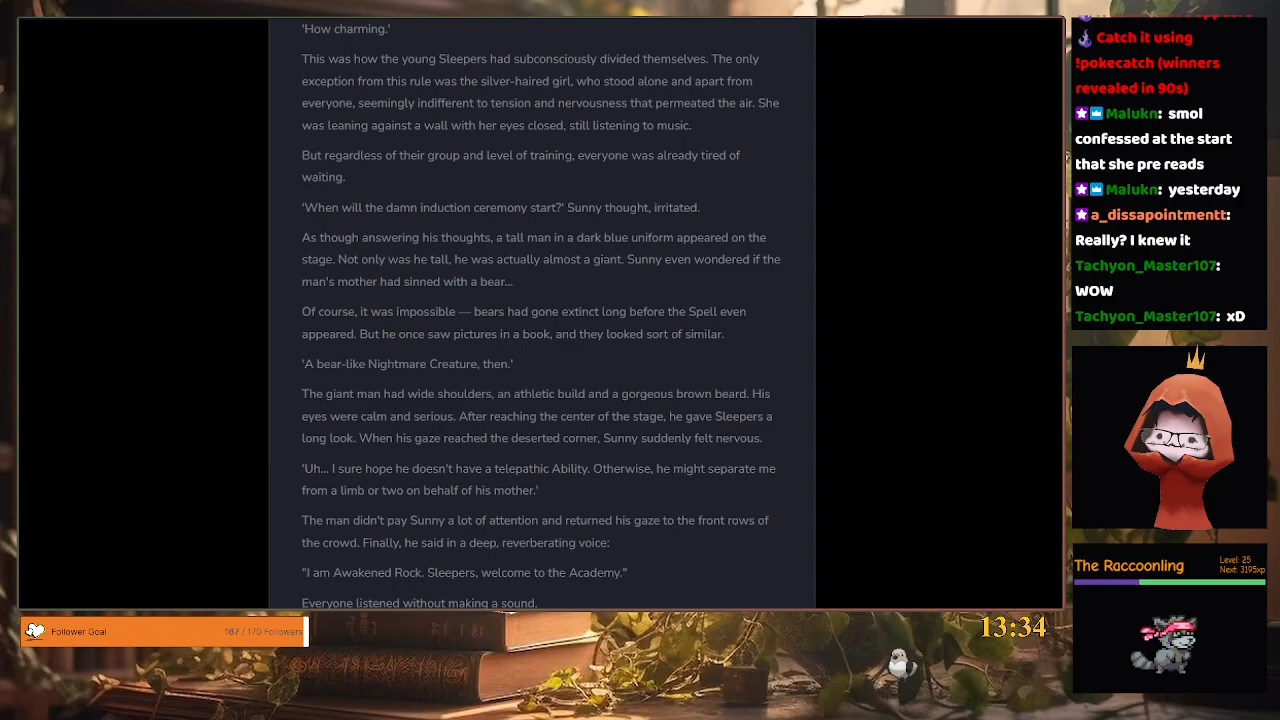 'How charming.'
This was how the young Sleepers had subconsciously divided themselves. The only
exception from this rule was the silver-haired girl, who stood alone and apart from
everyone, seemingly indifferent to tension and nervousness that permeated the air. She
was leaning against a wall with her eyes closed, still listening to music.
But regardless of their group and level of training, everyone was already tired of
waiting.
'When will the damn induction ceremony start?' Sunny thought, irritated.
As though answering his thoughts, a tall man in a dark blue uniform appeared on the
stage. Not only was he tall, he was actually almost a giant. Sunny even wondered if the
man's mother had sinned with a bear...
Of course, it was impossible — bears had gone extinct long before the Spell even
appeared. But he once saw pictures in a book, and they looked sort of similar.
'A bear-like Nightmare Creature, then.'
The giant man had wide shoulders, an athletic build and a gorgeous brown beard. His
eyes were calm and serious. After reaching the center of the stage, he gave Sleepers a
long look. When his gaze reached the deserted corner, Sunny suddenly felt nervous.
'Uh... I sure hope he doesn't have a telepathic Ability. Otherwise, he might separate me
from a limb or two on behalf of his mother.'
The man didn't pay Sunny a lot of attention and returned his gaze to the front rows of
the crowd. Finally, he said in a deep, reverberating voice:
"I am Awakened Rock. Sleepers, welcome to the Academy."
Everyone listened without making a sound.
Catch it using
!pokecatch (winners
revealed in 90s)
Malukn: smol
confessed at the start
that she pre reads
Malukn: yesterday
a_dissapointmentt:
Really? I knew it
Tachyon_Master107:
WOW
Tachyon_Master107: xD
The Raccoonling
Level: 25
Next: 3195xp
Follower Goal
167 / 170 Followers
13:34